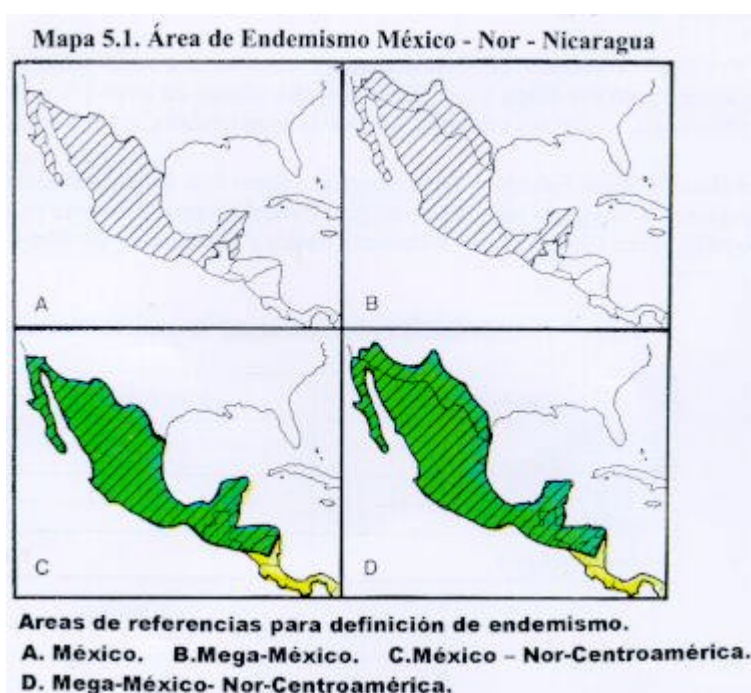 Mapa 5.1. Área de Endemismo México - Nor - Nicaragua
A
B
C
D
Areas de referencias para definición de endemismo.
A. México. B.Mega-México. C.México – Nor-Centroamérica.
D. Mega-México- Nor-Centroamérica.